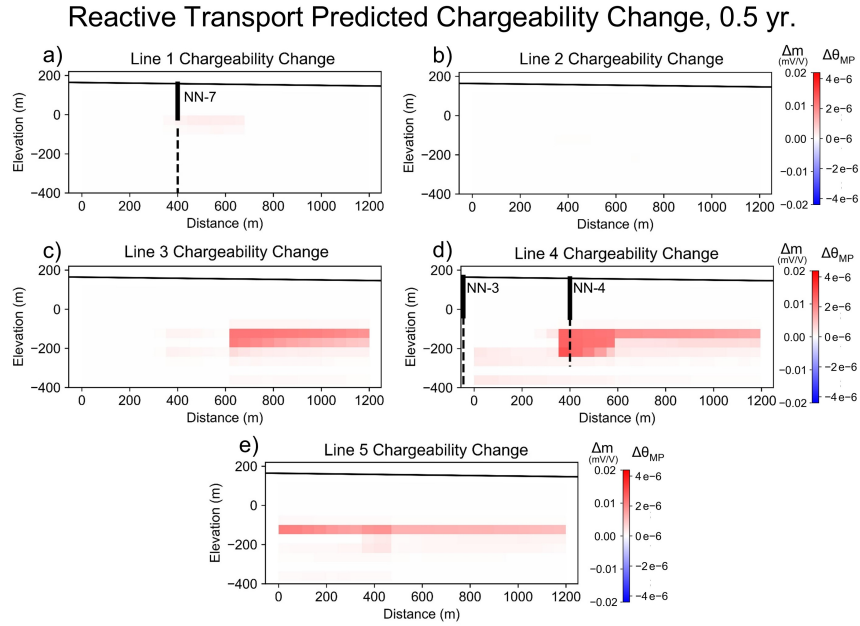 Reactive Transport Predicted Chargeability Change, 0.5 yr.
a)
Line 1 Chargeability Change
200
0
−200
−400
Elevation (m)
NN-7
0 200 400 600 800 1000 1200
Distance (m)
b)
Line 2 Chargeability Change
200
0
−200
−400
Elevation (m)
0 200 400 600 800 1000 1200
Distance (m)
Δm
(mV/V)
ΔθMP
0.02
0.01
0.00
−0.01
−0.02
4e−6
2e−6
0
−2e−6
−4e−6
c)
Line 3 Chargeability Change
200
0
−200
−400
Elevation (m)
0 200 400 600 800 1000 1200
Distance (m)
d)
Line 4 Chargeability Change
200
0
−200
−400
Elevation (m)
NN-3
NN-4
0 200 400 600 800 1000 1200
Distance (m)
Δm
(mV/V)
ΔθMP
0.02
0.01
0.00
−0.01
−0.02
4e−6
2e−6
0
−2e−6
−4e−6
e)
Line 5 Chargeability Change
200
0
−200
−400
Elevation (m)
0 200 400 600 800 1000 1200
Distance (m)
Δm
(mV/V)
ΔθMP
0.02
0.01
0.00
−0.01
−0.02
4e−6
2e−6
0
−2e−6
−4e−6